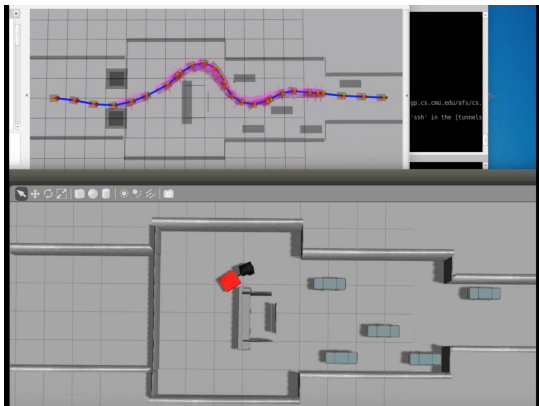 gp.cs.cmu.edu/afs/cs.
'ssh' in the [tunnels